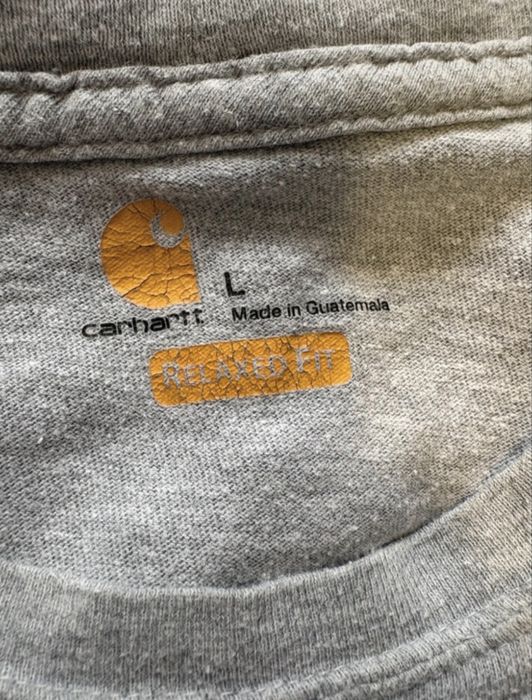 L
carhartt Made in Guatemala
RELAXED FIT